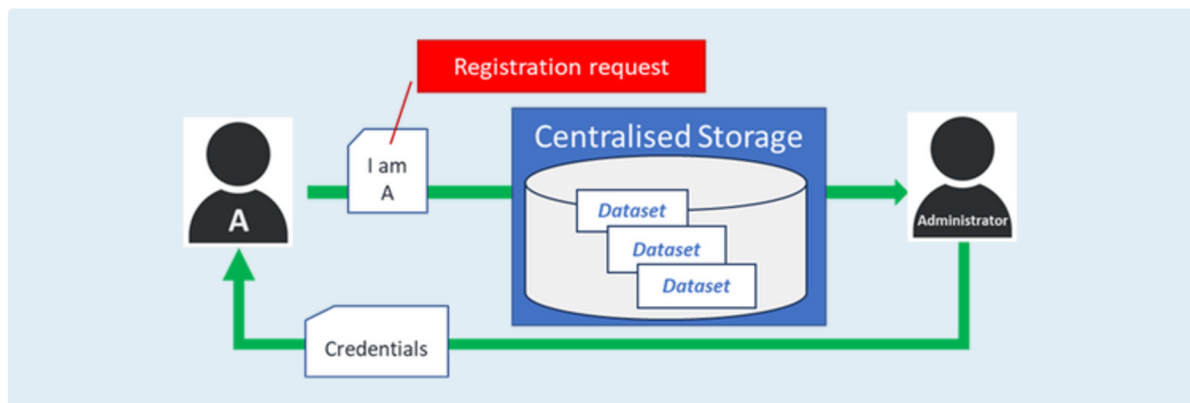 Registration request
Centralised Storage
I am
A
A
Dataset
Dataset
Dataset
Administrator
Credentials